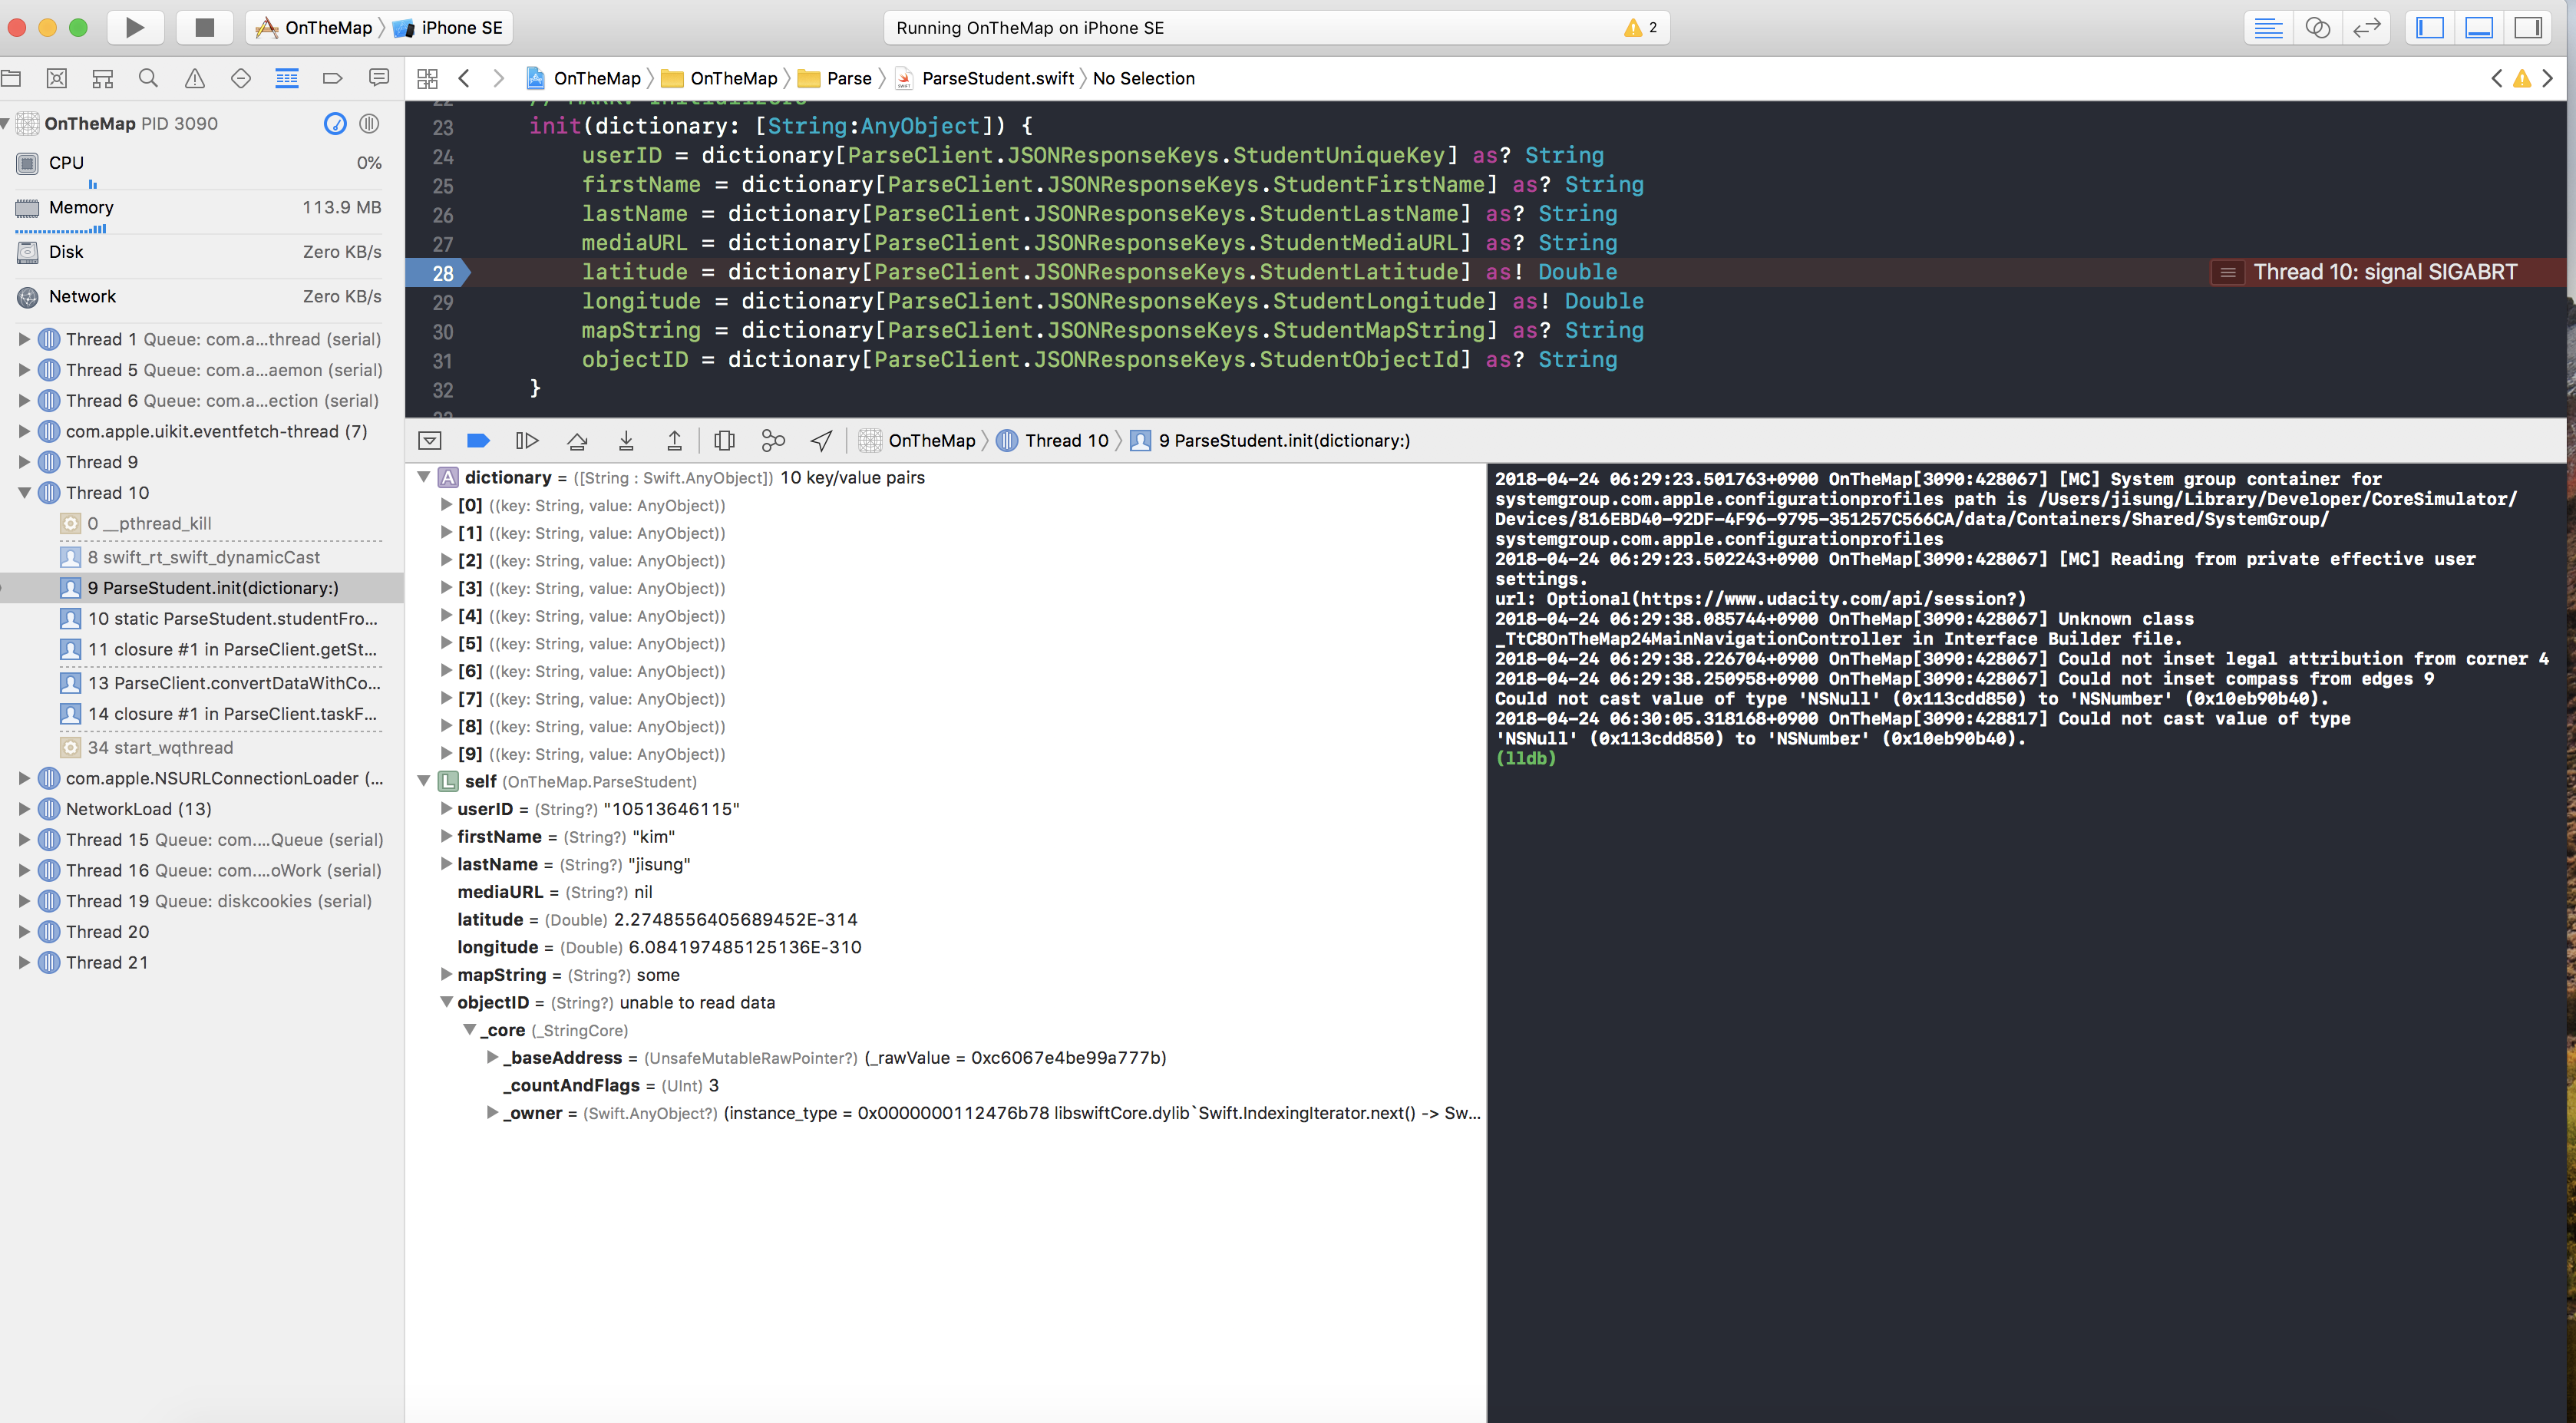 OnTheMap iPhone SE
Running OnTheMap on iPhone SE 2
OnTheMap OnTheMap Parse ParseStudent.swift No Selection
OnTheMap PID 3090
CPU 0%
Memory 113.9 MB
Disk Zero KB/s
Network Zero KB/s
Thread 1 Queue: com.a...thread (serial)
Thread 5 Queue: com.a...aemon (serial)
Thread 6 Queue: com.a...ection (serial)
com.apple.uikit.eventfetch-thread (7)
Thread 9
Thread 10
0 __pthread_kill
8 swift_rt_swift_dynamicCast
9 ParseStudent.init(dictionary:)
10 static ParseStudent.studentFro...
11 closure #1 in ParseClient.getSt...
13 ParseClient.convertDataWithCo...
14 closure #1 in ParseClient.taskF...
34 start_wqthread
com.apple.NSURLConnectionLoader (...
NetworkLoad (13)
Thread 15 Queue: com....Queue (serial)
Thread 16 Queue: com....oWork (serial)
Thread 19 Queue: diskcookies (serial)
Thread 20
Thread 21
23 init(dictionary: [String:AnyObject]) {
24 userID = dictionary[ParseClient.JSONResponseKeys.StudentUniqueKey] as? String
25 firstName = dictionary[ParseClient.JSONResponseKeys.StudentFirstName] as? String
26 lastName = dictionary[ParseClient.JSONResponseKeys.StudentLastName] as? String
27 mediaURL = dictionary[ParseClient.JSONResponseKeys.StudentMediaURL] as? String
28 latitude = dictionary[ParseClient.JSONResponseKeys.StudentLatitude] as! Double Thread 10: signal SIGABRT
29 longitude = dictionary[ParseClient.JSONResponseKeys.StudentLongitude] as! Double
30 mapString = dictionary[ParseClient.JSONResponseKeys.StudentMapString] as? String
31 objectID = dictionary[ParseClient.JSONResponseKeys.StudentObjectId] as? String
32 }
OnTheMap Thread 10 9 ParseStudent.init(dictionary:)
A dictionary = ([String : Swift.AnyObject]) 10 key/value pairs
[0] ((key: String, value: AnyObject))
[1] ((key: String, value: AnyObject))
[2] ((key: String, value: AnyObject))
[3] ((key: String, value: AnyObject))
[4] ((key: String, value: AnyObject))
[5] ((key: String, value: AnyObject))
[6] ((key: String, value: AnyObject))
[7] ((key: String, value: AnyObject))
[8] ((key: String, value: AnyObject))
[9] ((key: String, value: AnyObject))
L self (OnTheMap.ParseStudent)
userID = (String?) "10513646115"
firstName = (String?) "kim"
lastName = (String?) "jisung"
mediaURL = (String?) nil
latitude = (Double) 2.2748556405689452E-314
longitude = (Double) 6.084197485125136E-310
mapString = (String?) some
objectID = (String?) unable to read data
_core (_StringCore)
_baseAddress = (UnsafeMutableRawPointer?) (_rawValue = 0xc6067e4be99a777b)
_countAndFlags = (UInt) 3
_owner = (Swift.AnyObject?) (instance_type = 0x0000000112476b78 libswiftCore.dylib`Swift.IndexingIterator.next() -> Sw...
2018-04-24 06:29:23.501763+0900 OnTheMap[3090:428067] [MC] System group container for
systemgroup.com.apple.configurationprofiles path is /Users/jisung/Library/Developer/CoreSimulator/
Devices/816EBD40-92DF-4F96-9795-351257C566CA/data/Containers/Shared/SystemGroup/
systemgroup.com.apple.configurationprofiles
2018-04-24 06:29:23.502243+0900 OnTheMap[3090:428067] [MC] Reading from private effective user
settings.
url: Optional(https://www.udacity.com/api/session?)
2018-04-24 06:29:38.085744+0900 OnTheMap[3090:428067] Unknown class
_TtC8OnTheMap24MainNavigationController in Interface Builder file.
2018-04-24 06:29:38.226704+0900 OnTheMap[3090:428067] Could not inset legal attribution from corner 4
2018-04-24 06:29:38.250958+0900 OnTheMap[3090:428067] Could not inset compass from edges 9
Could not cast value of type 'NSNull' (0x113cdd850) to 'NSNumber' (0x10eb90b40).
2018-04-24 06:30:05.318168+0900 OnTheMap[3090:428817] Could not cast value of type
'NSNull' (0x113cdd850) to 'NSNumber' (0x10eb90b40).
(lldb)